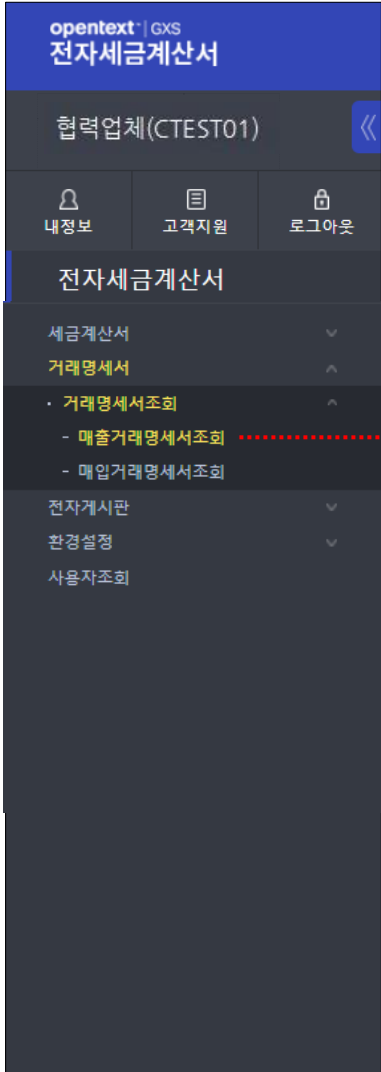 opentext™ | GXS
전자세금계산서
협력업체(CTEST01)
내정보 고객지원 로그아웃
전자세금계산서
세금계산서
거래명세서
· 거래명세서조회
- 매출거래명세서조회
- 매입거래명세서조회
전자게시판
환경설정
사용자조회